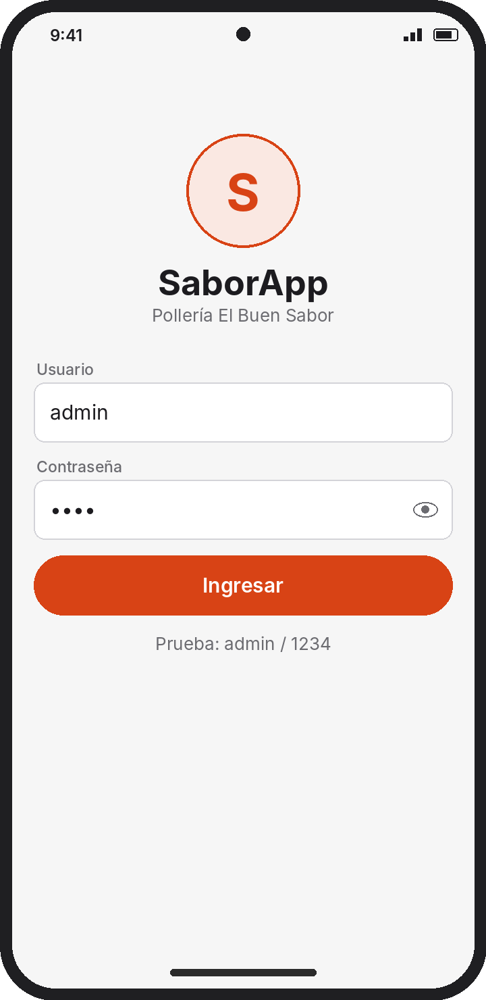 9:41
S
SaborApp
Pollería El Buen Sabor
Usuario
admin
Contraseña
••••
Ingresar
Prueba: admin / 1234